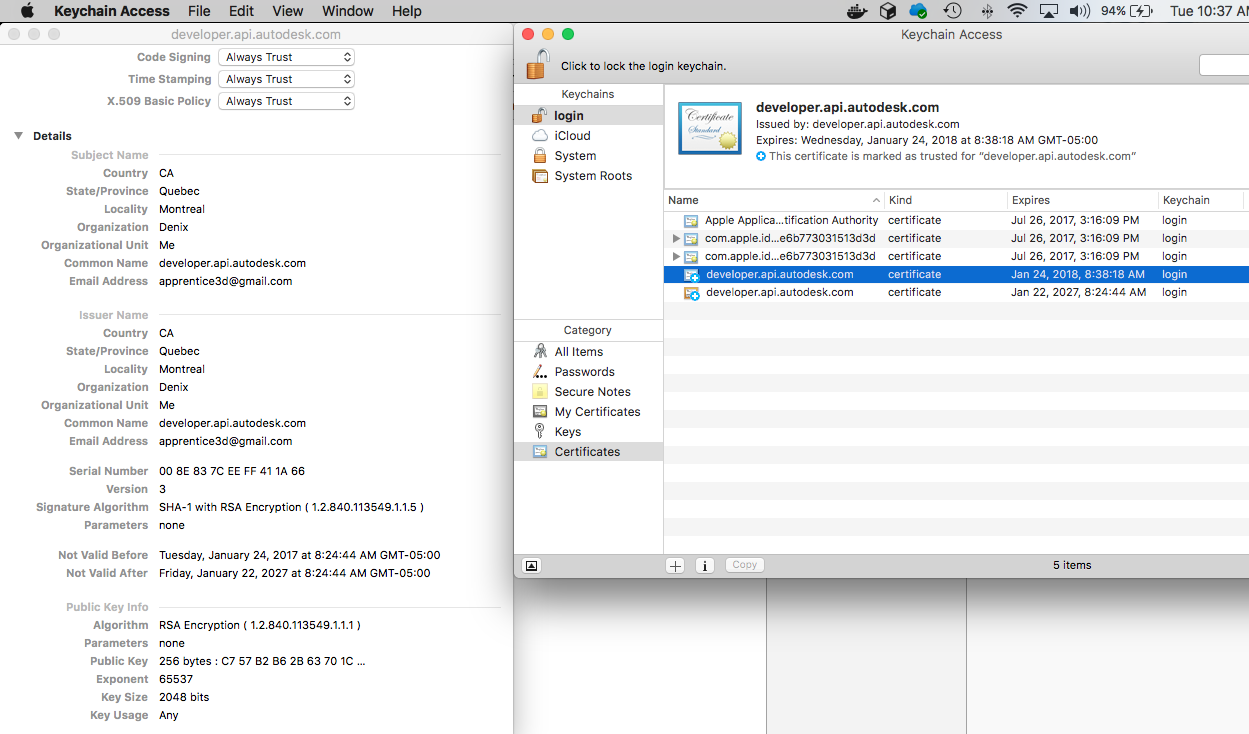 Keychain Access File Edit View Window Help 94% Tue 10:37 AM
developer.api.autodesk.com
Code Signing Always Trust
Time Stamping Always Trust
X.509 Basic Policy Always Trust
Details
Subject Name
Country CA
State/Province Quebec
Locality Montreal
Organization Denix
Organizational Unit Me
Common Name developer.api.autodesk.com
Email Address apprentice3d@gmail.com
Issuer Name
Country CA
State/Province Quebec
Locality Montreal
Organization Denix
Organizational Unit Me
Common Name developer.api.autodesk.com
Email Address apprentice3d@gmail.com
Serial Number 00 8E 83 7C EE FF 41 1A 66
Version 3
Signature Algorithm SHA-1 with RSA Encryption ( 1.2.840.113549.1.1.5 )
Parameters none
Not Valid Before Tuesday, January 24, 2017 at 8:24:44 AM GMT-05:00
Not Valid After Friday, January 22, 2027 at 8:24:44 AM GMT-05:00
Public Key Info
Algorithm RSA Encryption ( 1.2.840.113549.1.1.1 )
Parameters none
Public Key 256 bytes : C7 57 B2 B6 2B 63 70 1C ...
Exponent 65537
Key Size 2048 bits
Key Usage Any
Keychain Access
Click to lock the login keychain.
Keychains
login
iCloud
System
System Roots
Category
All Items
Passwords
Secure Notes
My Certificates
Keys
Certificates
Certificate
Standard
developer.api.autodesk.com
Issued by: developer.api.autodesk.com
Expires: Wednesday, January 24, 2018 at 8:38:18 AM GMT-05:00
This certificate is marked as trusted for “developer.api.autodesk.com”
Name Kind Expires Keychain
Apple Applica...tification Authority certificate Jul 26, 2017, 3:16:09 PM login
com.apple.id...e6b773031513d3d certificate Jul 26, 2017, 3:16:09 PM login
com.apple.id...e6b773031513d3d certificate Jul 26, 2017, 3:16:09 PM login
developer.api.autodesk.com certificate Jan 24, 2018, 8:38:18 AM login
developer.api.autodesk.com certificate Jan 22, 2027, 8:24:44 AM login
Copy 5 items